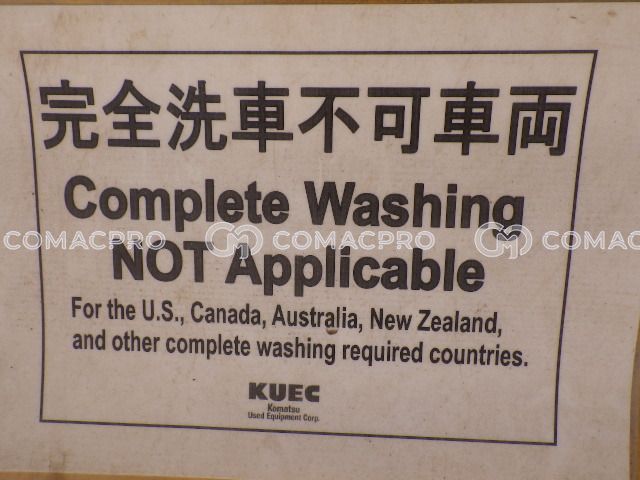 完全洗車不可車両
Complete Washing
COMACPRO COMACPRO COMACPRO
NOT Applicable
For the U.S., Canada, Australia, New Zealand,
and other complete washing required countries.
KUEC
Komatsu
Used Equipment Corp.